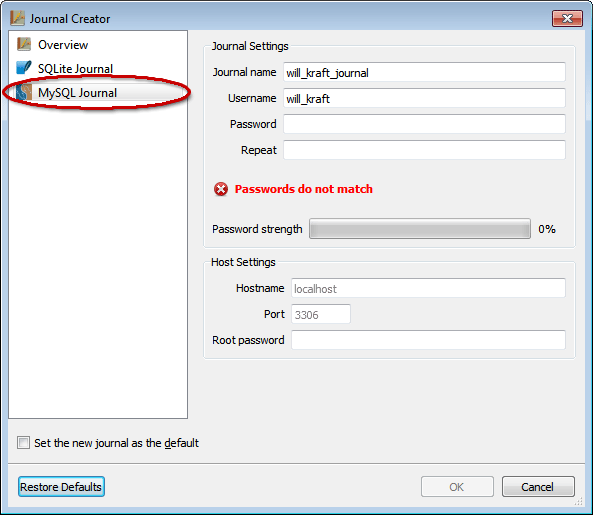 Journal Creator
Overview
SQLite Journal
MySQL Journal
Journal Settings
Journal name will_kraft_journal
Username will_kraft
Password
Repeat
Passwords do not match
Password strength 0%
Host Settings
Hostname localhost
Port 3306
Root password
Set the new journal as the default
Restore Defaults OK Cancel